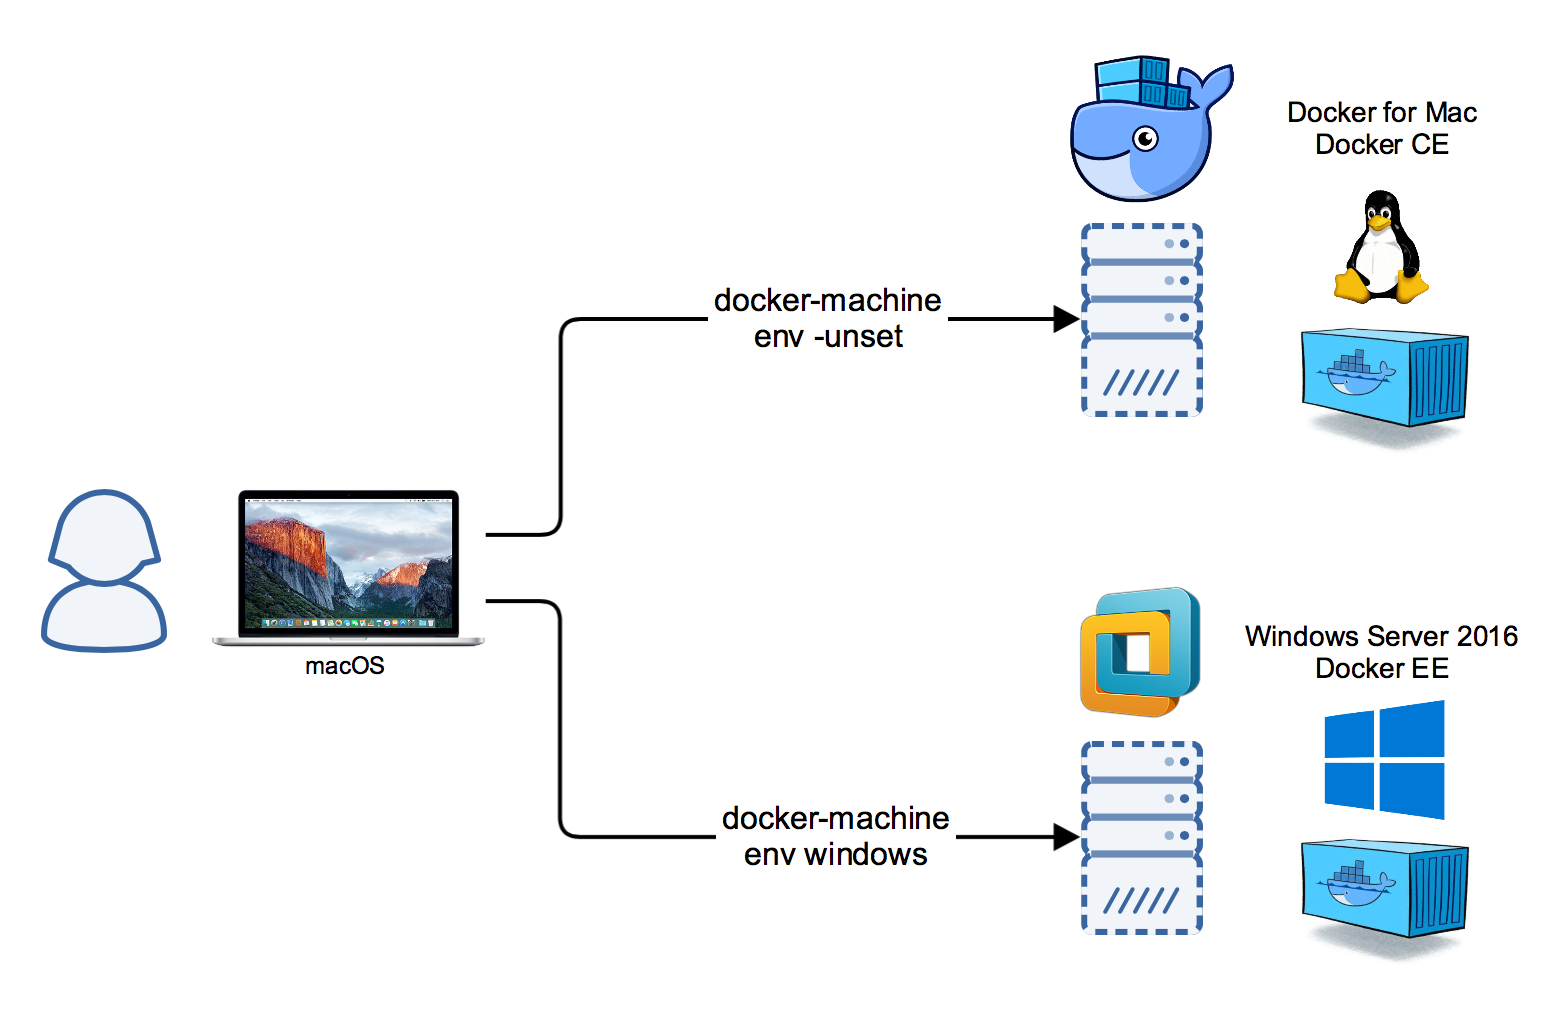 Docker for Mac
Docker CE
docker-machine
env -unset
macOS
Windows Server 2016
Docker EE
docker-machine
env windows